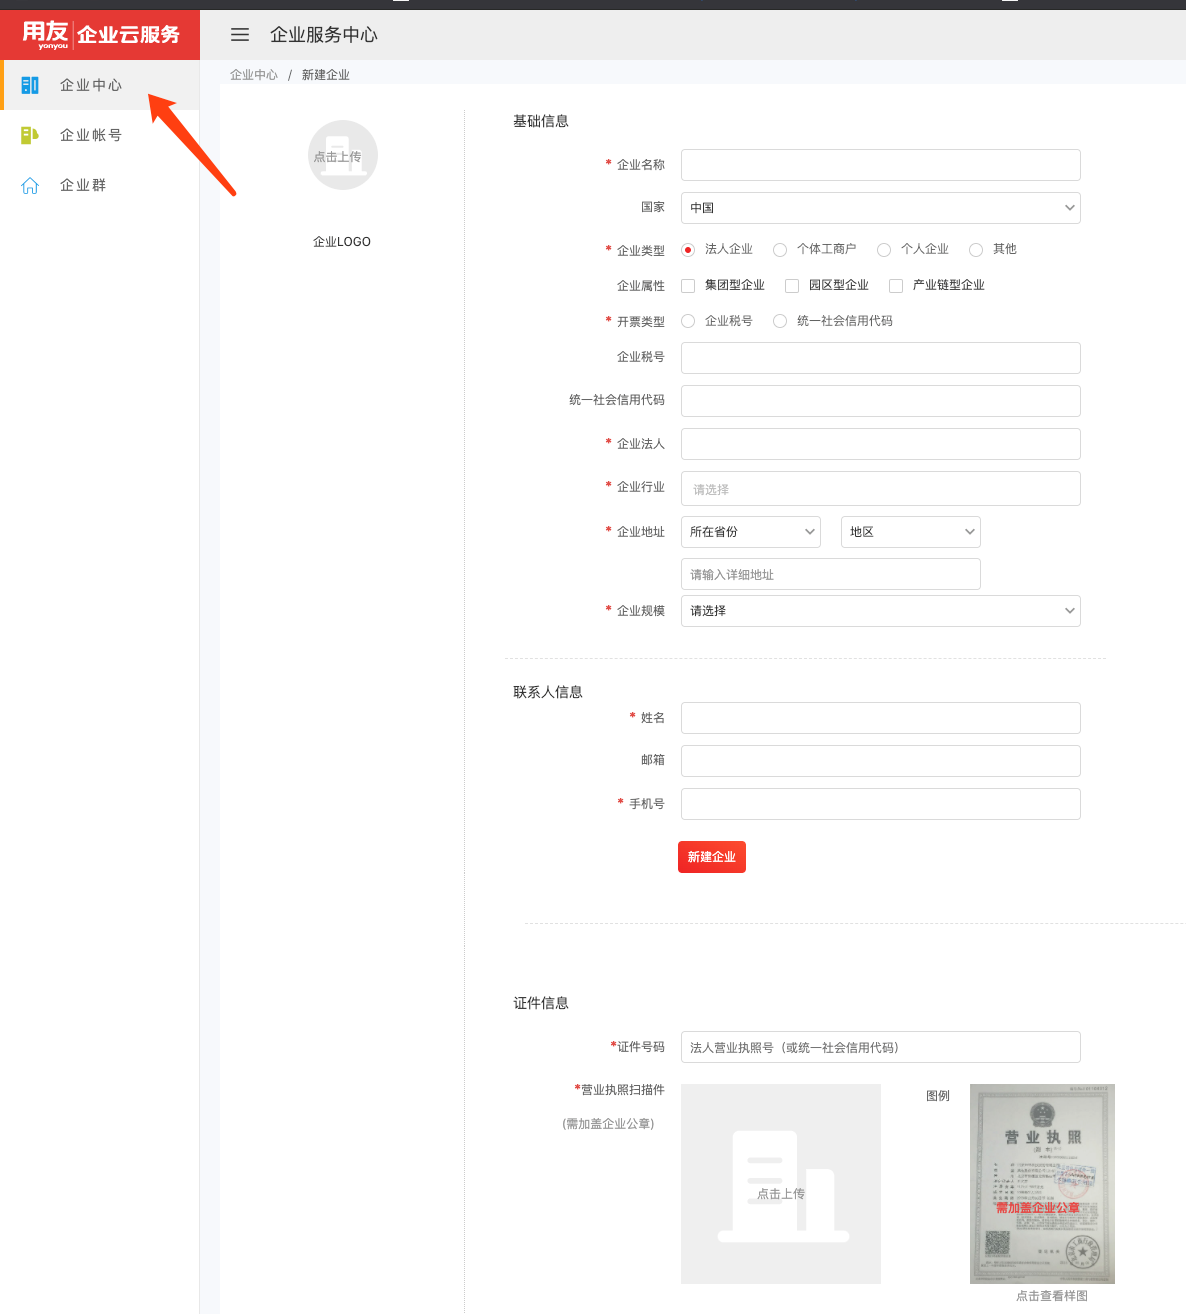 用友 企业云服务
yonyou
企业服务中心
企业中心
企业帐号
企业群
企业中心 / 新建企业
点击上传
企业LOGO
基础信息
* 企业名称
国家 中国
* 企业类型 法人企业 个体工商户 个人企业 其他
企业属性 集团型企业 园区型企业 产业链型企业
* 开票类型 企业税号 统一社会信用代码
企业税号
统一社会信用代码
* 企业法人
* 企业行业 请选择
* 企业地址 所在省份 地区
请输入详细地址
* 企业规模 请选择
联系人信息
* 姓名
邮箱
* 手机号
新建企业
证件信息
*证件号码 法人营业执照号（或统一社会信用代码）
*营业执照扫描件
(需加盖企业公章)
点击上传
图例
营业执照
需加盖企业公章
点击查看样图